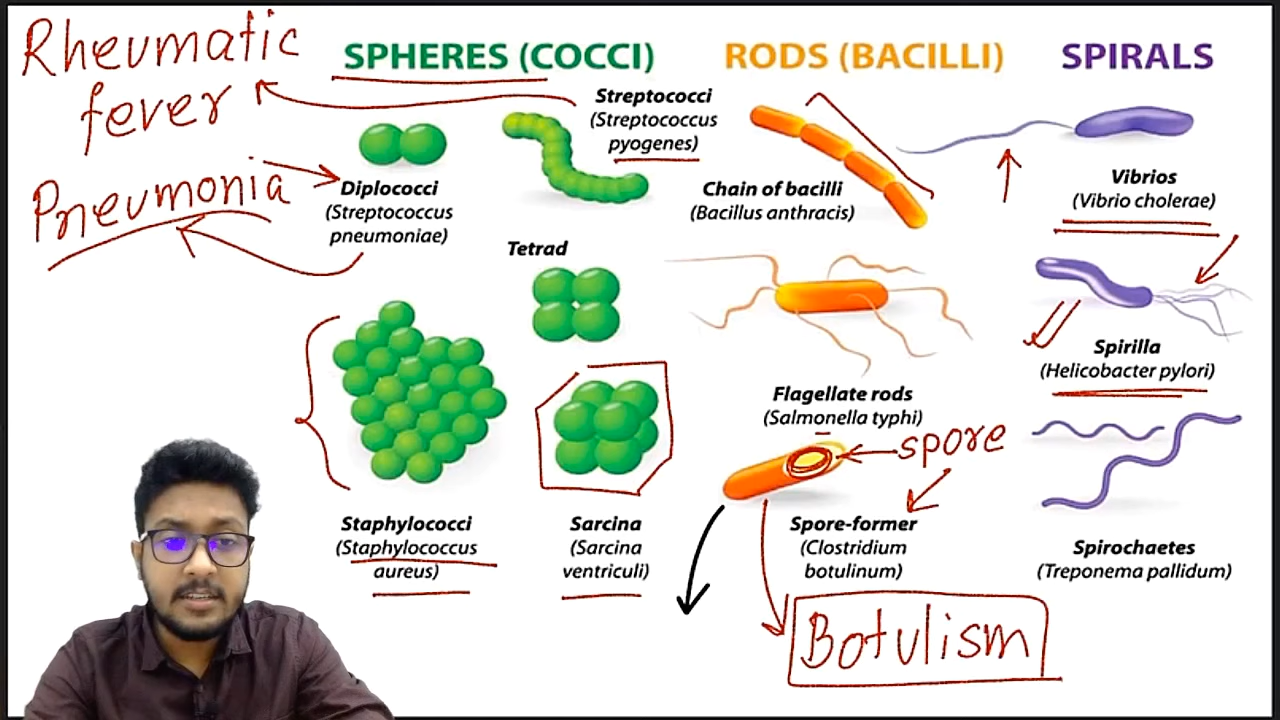 Rheumatic
fever
Pneumonia
SPHERES (COCCI)
Streptococci
(Streptococcus
pyogenes)
Diplococci
(Streptococcus
pneumoniae)
Tetrad
Staphylococci
(Staphylococcus
aureus)
Sarcina
(Sarcina
ventriculi)
RODS (BACILLI)
Chain of bacilli
(Bacillus anthracis)
Flagellate rods
(Salmonella typhi)
spore
Spore-former
(Clostridium
botulinum)
Botulism
SPIRALS
Vibrios
(Vibrio cholerae)
Spirilla
(Helicobacter pylori)
Spirochaetes
(Treponema pallidum)